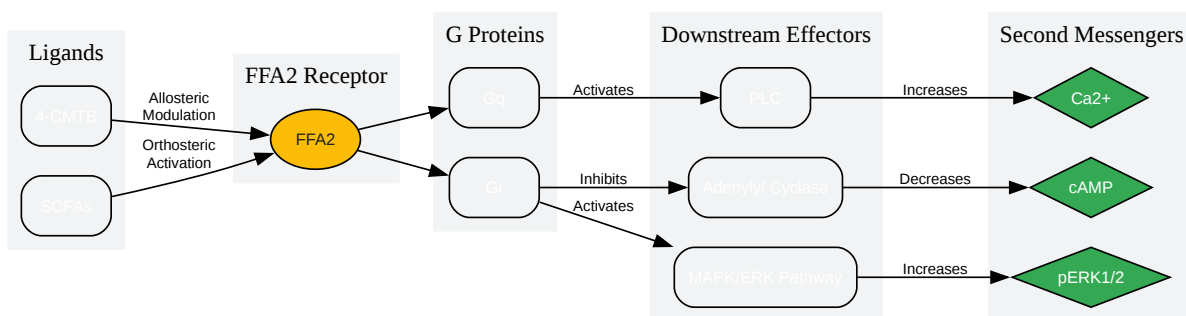 Ligands
4-CMTB
SCFAs
Allosteric
Modulation
Orthosteric
Activation
FFA2 Receptor
FFA2
G Proteins
Gq
Gi
Activates
Inhibits
Activates
Downstream Effectors
PLC
Adenylyl Cyclase
MAPK/ERK Pathway
Increases
Decreases
Increases
Second Messengers
Ca2+
cAMP
pERK1/2